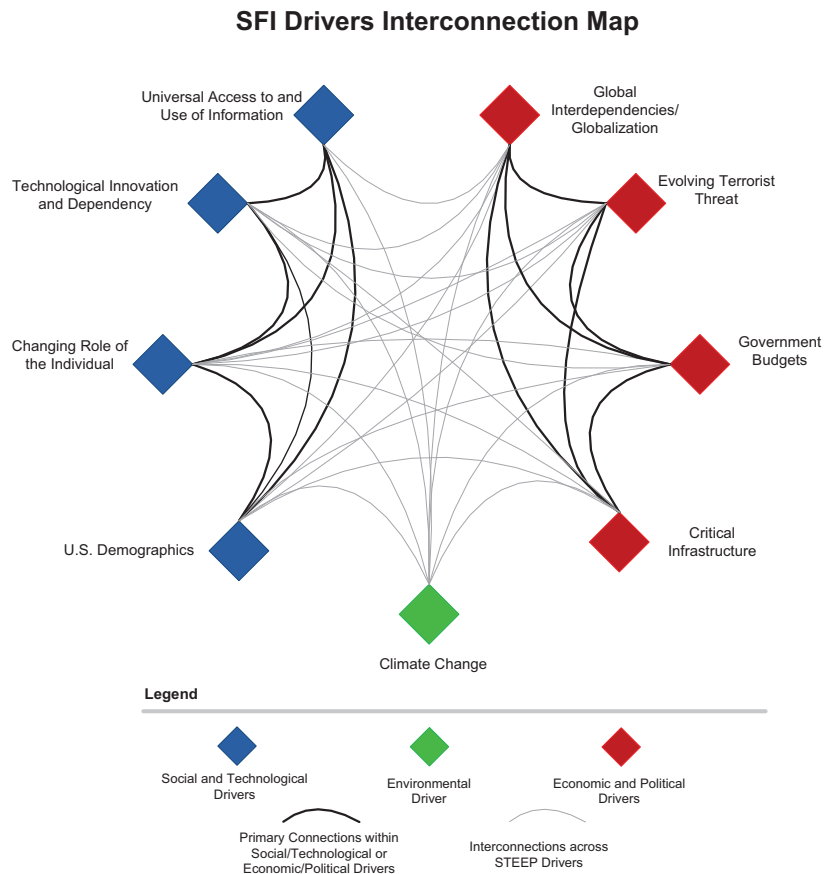 SFI Drivers Interconnection Map
Universal Access to and
Use of Information
Global
Interdependencies/
Globalization
Technological Innovation
and Dependency
Evolving Terrorist
Threat
Changing Role of
the Individual
Government
Budgets
U.S. Demographics
Critical
Infrastructure
Climate Change
Legend
Social and Technological
Drivers
Environmental
Driver
Economic and Political
Drivers
Primary Connections within
Social/Technological or
Economic/Political Drivers
Interconnections across
STEEP Drivers